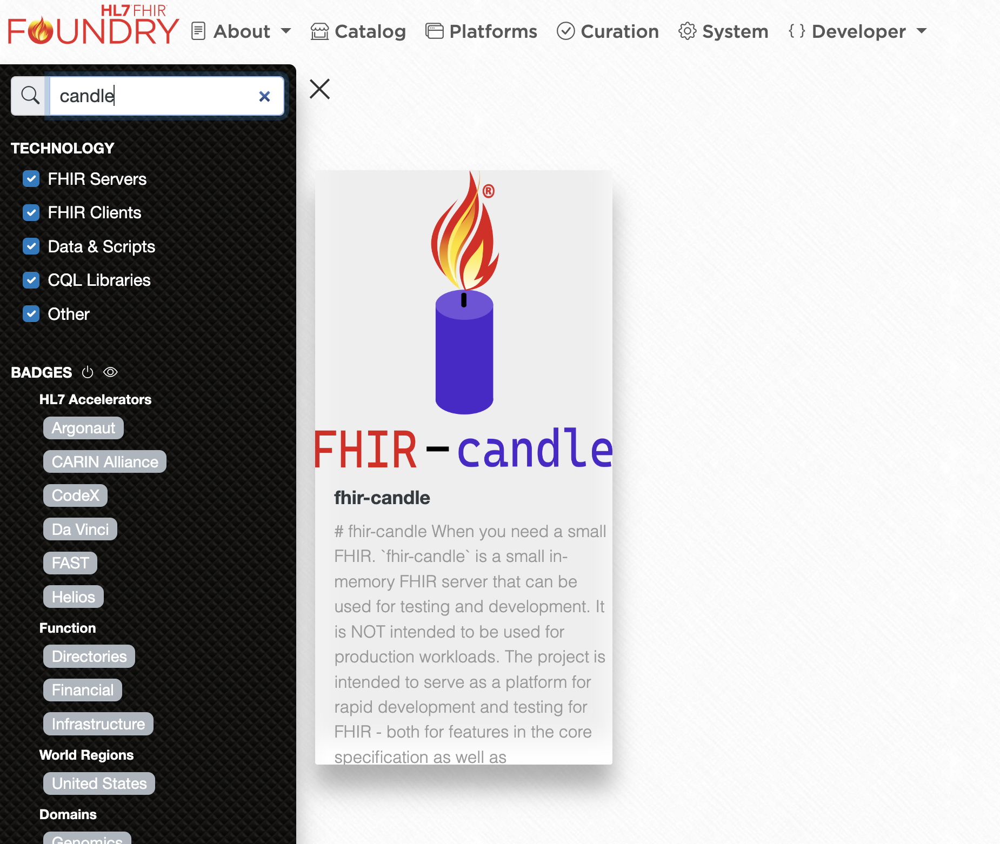 HL7 FHIR
FOUNDRY
About
Catalog
Platforms
Curation
System
{ } Developer
candle
TECHNOLOGY
FHIR Servers
FHIR Clients
Data & Scripts
CQL Libraries
Other
BADGES
HL7 Accelerators
Argonaut
CARIN Alliance
CodeX
Da Vinci
FAST
Helios
Function
Directories
Financial
Infrastructure
World Regions
United States
Domains
Genomics
®
FHIR-candle
fhir-candle
# fhir-candle When you need a small
FHIR. `fhir-candle` is a small in-
memory FHIR server that can be
used for testing and development. It
is NOT intended to be used for
production workloads. The project is
intended to serve as a platform for
rapid development and testing for
FHIR - both for features in the core
specification as well as